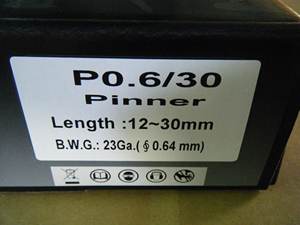 P0.6/30
Pinner
Length :12~30mm
B.W.G.: 23Ga.( § 0.64 mm)